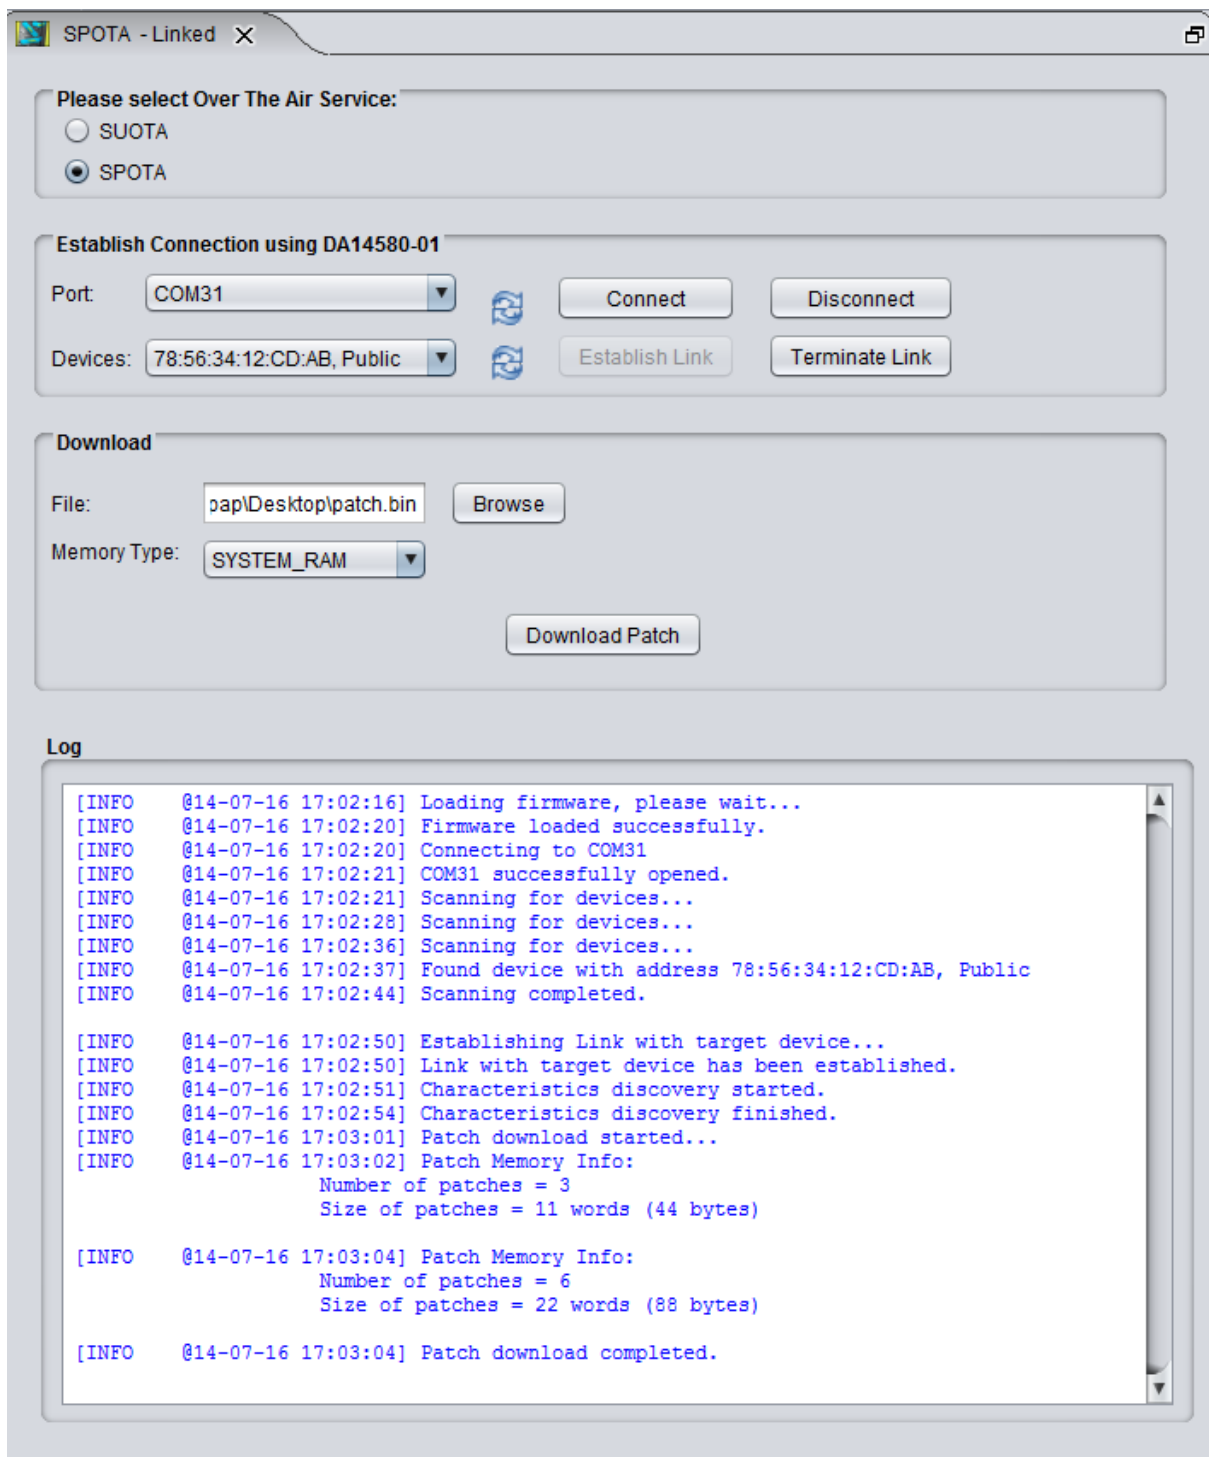 SPOTA - Linked
Please select Over The Air Service:
SUOTA
SPOTA
Establish Connection using DA14580-01
Port: COM31 Connect Disconnect
Devices: 78:56:34:12:CD:AB, Public Establish Link Terminate Link
Download
File: pap\Desktop\patch.bin Browse
Memory Type: SYSTEM_RAM
Download Patch
Log
[INFO @14-07-16 17:02:16] Loading firmware, please wait...
[INFO @14-07-16 17:02:20] Firmware loaded successfully.
[INFO @14-07-16 17:02:20] Connecting to COM31
[INFO @14-07-16 17:02:21] COM31 successfully opened.
[INFO @14-07-16 17:02:21] Scanning for devices...
[INFO @14-07-16 17:02:28] Scanning for devices...
[INFO @14-07-16 17:02:36] Scanning for devices...
[INFO @14-07-16 17:02:37] Found device with address 78:56:34:12:CD:AB, Public
[INFO @14-07-16 17:02:44] Scanning completed.
[INFO @14-07-16 17:02:50] Establishing Link with target device...
[INFO @14-07-16 17:02:50] Link with target device has been established.
[INFO @14-07-16 17:02:51] Characteristics discovery started.
[INFO @14-07-16 17:02:54] Characteristics discovery finished.
[INFO @14-07-16 17:03:01] Patch download started...
[INFO @14-07-16 17:03:02] Patch Memory Info:
Number of patches = 3
Size of patches = 11 words (44 bytes)
[INFO @14-07-16 17:03:04] Patch Memory Info:
Number of patches = 6
Size of patches = 22 words (88 bytes)
[INFO @14-07-16 17:03:04] Patch download completed.